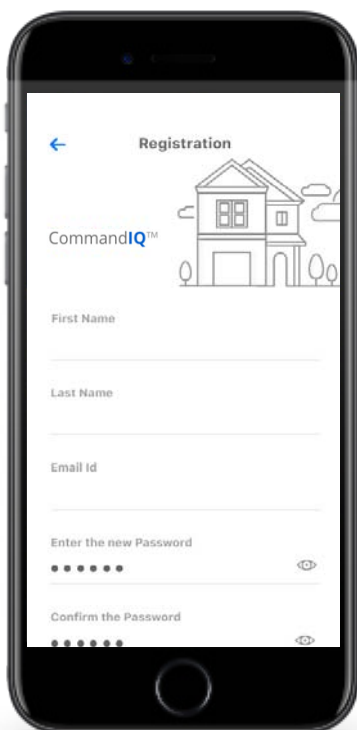 Registration
CommandIQ™
First Name
Last Name
Email Id
Enter the new Password
••••••
Confirm the Password
••••••